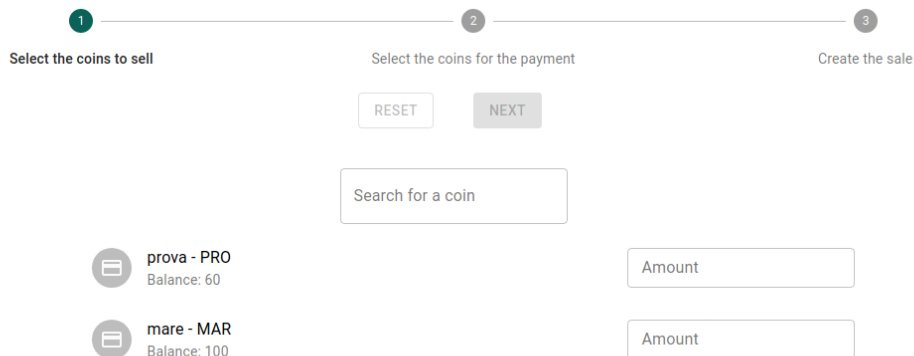 1
2
3
Select the coins to sell
Select the coins for the payment
Create the sale
RESET
NEXT
Search for a coin
prova - PRO
Balance: 60
Amount
mare - MAR
Balance: 100
Amount